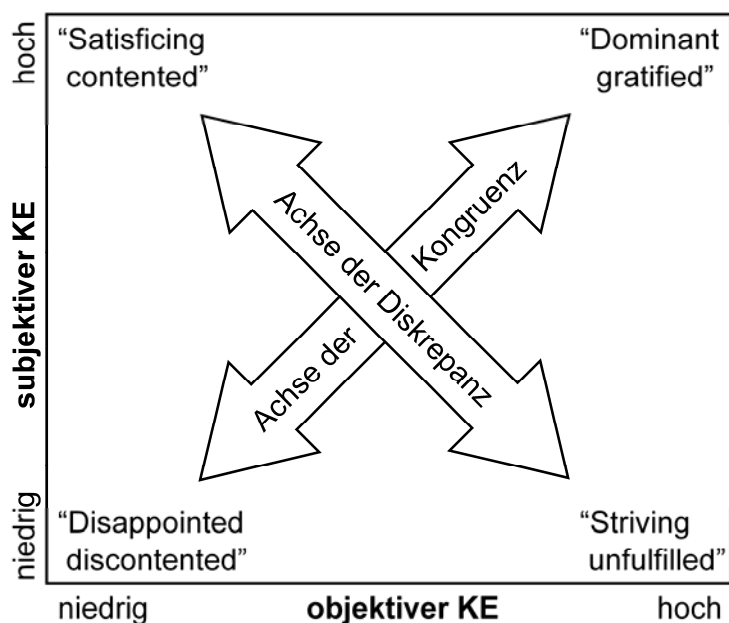 hoch
“Satisficing
contented”
“Dominant
gratified”
Achse der Diskrepanz
Achse der Kongruenz
subjektiver KE
niedrig
“Disappointed
discontented”
“Striving
unfulfilled”
niedrig
objektiver KE
hoch